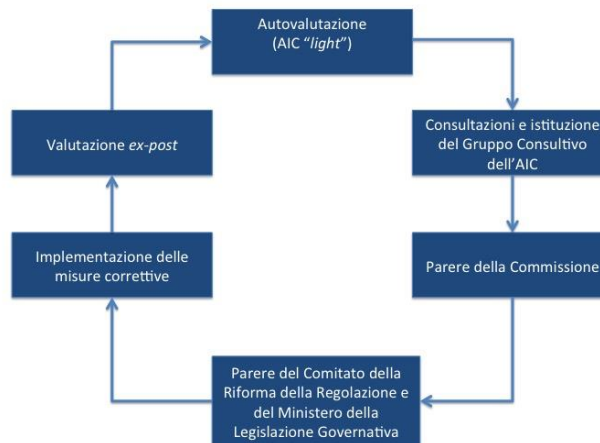 Autovalutazione
(AIC “light”)
Consultazioni e istituzione
del Gruppo Consultivo
dell’AIC
Parere della Commissione
Parere del Comitato della
Riforma della Regolazione e
del Ministero della
Legislazione Governativa
Implementazione delle
misure correttive
Valutazione ex-post